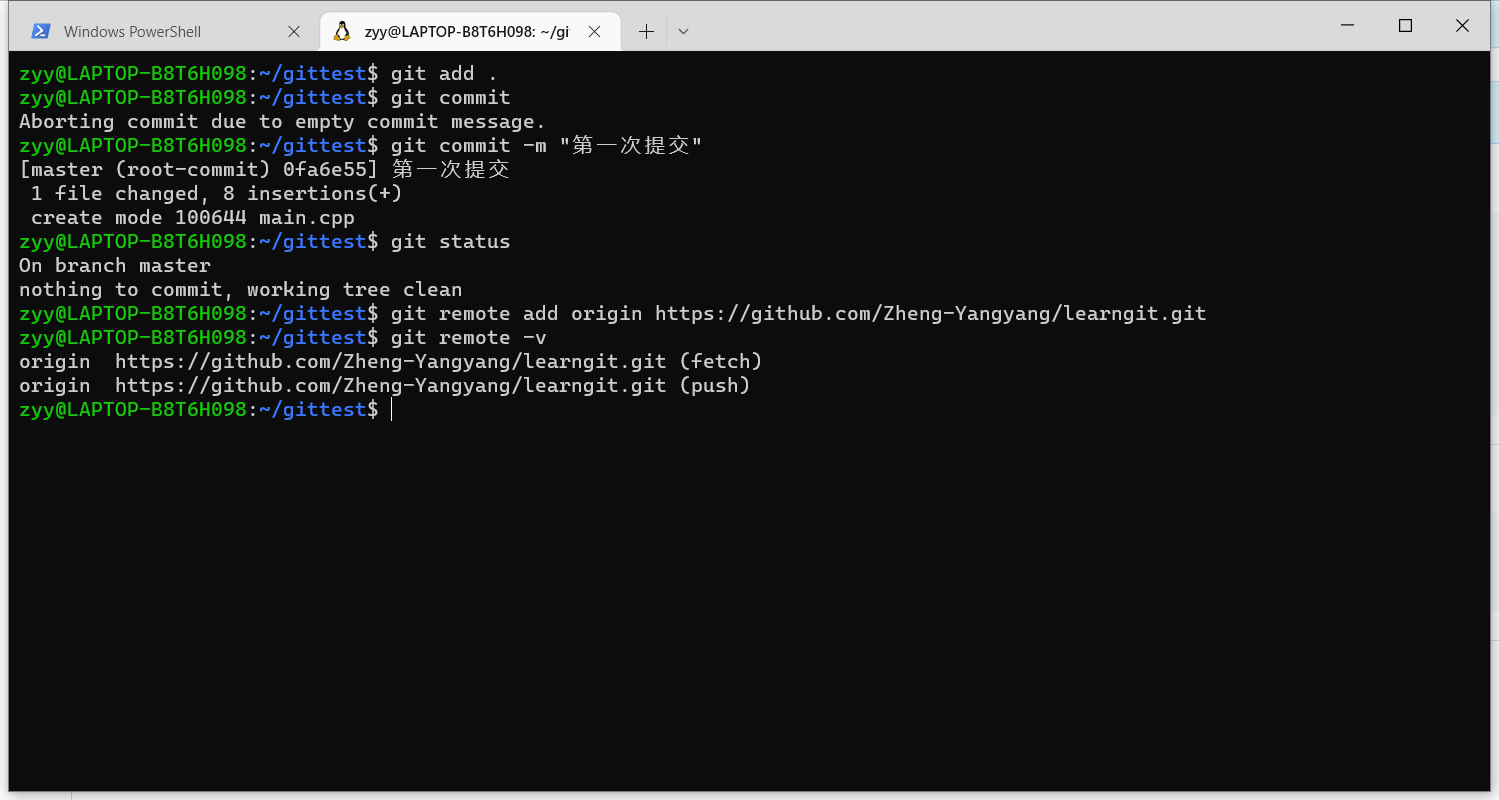 Windows PowerShell
zyy@LAPTOP-B8T6H098: ~/gi
zyy@LAPTOP-B8T6H098:~/gittest$ git add .
zyy@LAPTOP-B8T6H098:~/gittest$ git commit
Aborting commit due to empty commit message.
zyy@LAPTOP-B8T6H098:~/gittest$ git commit -m "第一次提交"
[master (root-commit) 0fa6e55] 第一次提交
 1 file changed, 8 insertions(+)
 create mode 100644 main.cpp
zyy@LAPTOP-B8T6H098:~/gittest$ git status
On branch master
nothing to commit, working tree clean
zyy@LAPTOP-B8T6H098:~/gittest$ git remote add origin https://github.com/Zheng-Yangyang/learngit.git
zyy@LAPTOP-B8T6H098:~/gittest$ git remote -v
origin  https://github.com/Zheng-Yangyang/learngit.git (fetch)
origin  https://github.com/Zheng-Yangyang/learngit.git (push)
zyy@LAPTOP-B8T6H098:~/gittest$